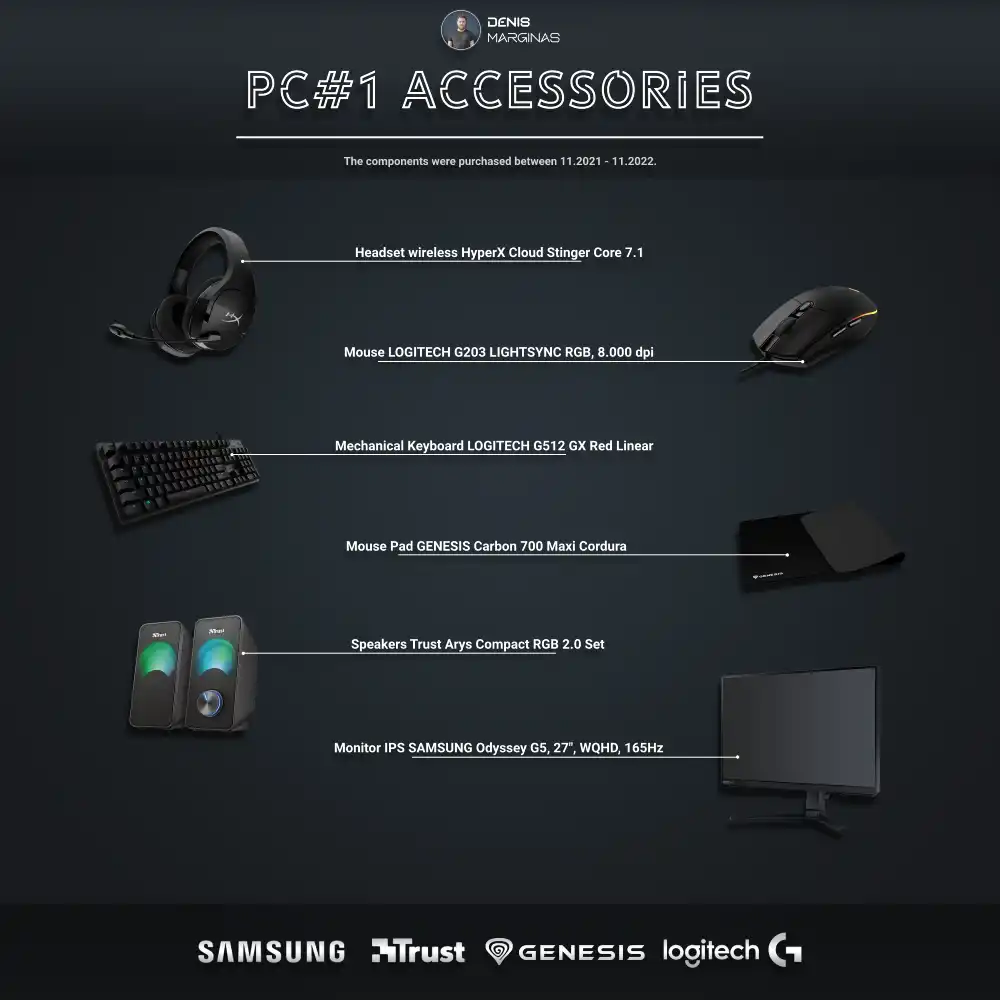 DENIS
MARGINAS
PC#1 ACCESSORIES
The components were purchased between 11.2021 - 11.2022.
Headset wireless HyperX Cloud Stinger Core 7.1
Mouse LOGITECH G203 LIGHTSYNC RGB, 8.000 dpi
Mechanical Keyboard LOGITECH G512 GX Red Linear
Mouse Pad GENESIS Carbon 700 Maxi Cordura
GENESIS
Trust
Trust
Speakers Trust Arys Compact RGB 2.0 Set
Monitor IPS SAMSUNG Odyssey G5, 27", WQHD, 165Hz
SAMSUNG Trust GENESIS logitech G